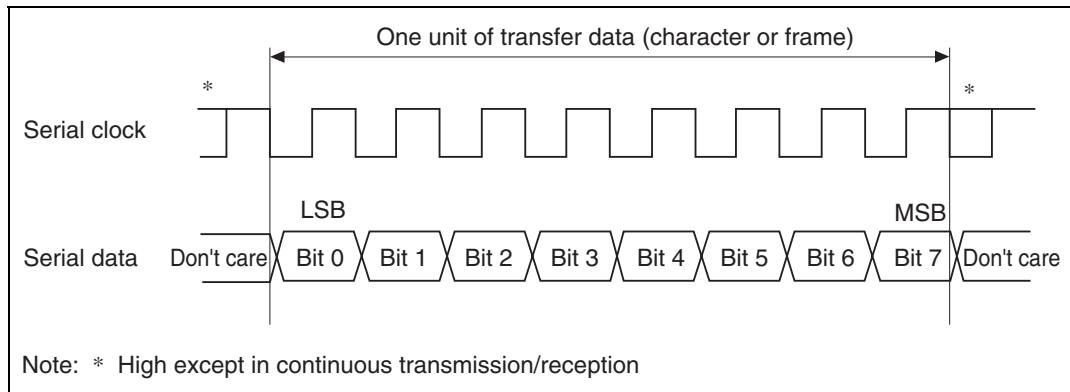 One unit of transfer data (character or frame)
* *
Serial clock
LSB MSB
Serial data Don't care Bit 0 Bit 1 Bit 2 Bit 3 Bit 4 Bit 5 Bit 6 Bit 7 Don't care
Note: * High except in continuous transmission/reception